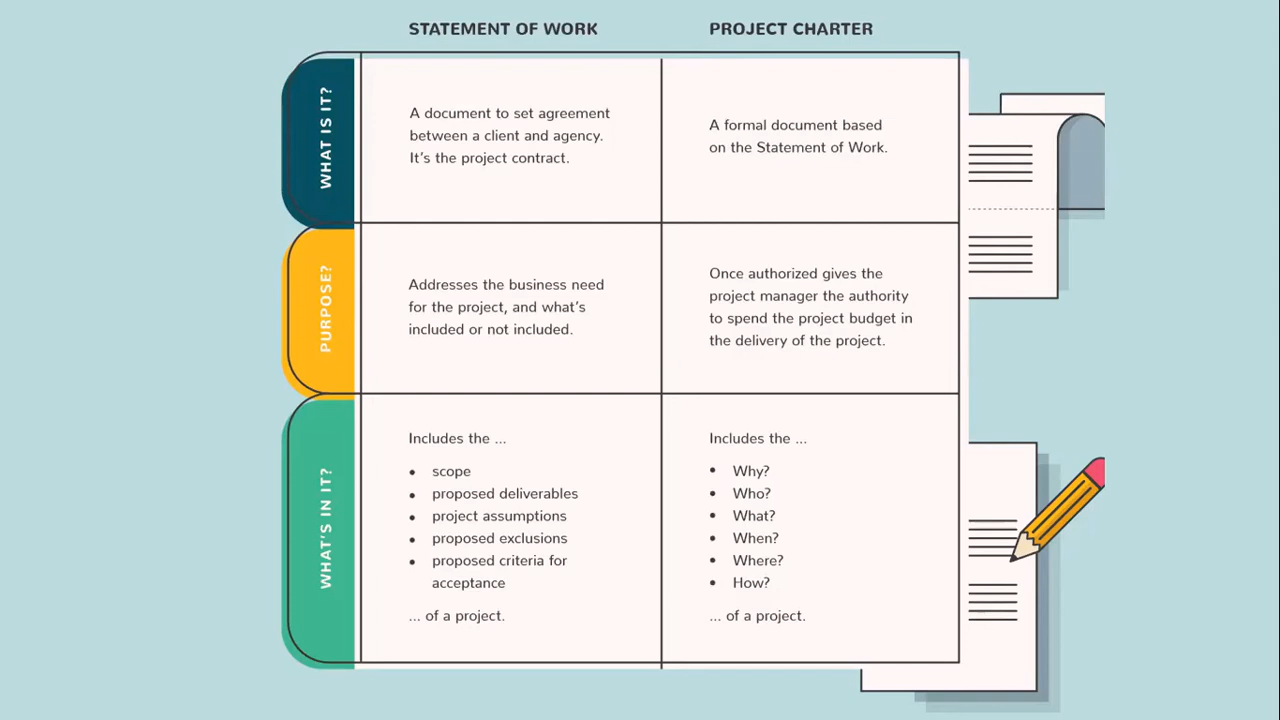 STATEMENT OF WORK
PROJECT CHARTER
WHAT IS IT?
A document to set agreement
between a client and agency.
It's the project contract.
A formal document based
on the Statement of Work.
PURPOSE?
Addresses the business need
for the project, and what's
included or not included.
Once authorized gives the
project manager the authority
to spend the project budget in
the delivery of the project.
WHAT'S IN IT?
Includes the ...
• scope
• proposed deliverables
• project assumptions
• proposed exclusions
• proposed criteria for
acceptance
... of a project.
Includes the ...
• Why?
• Who?
• What?
• When?
• Where?
• How?
... of a project.